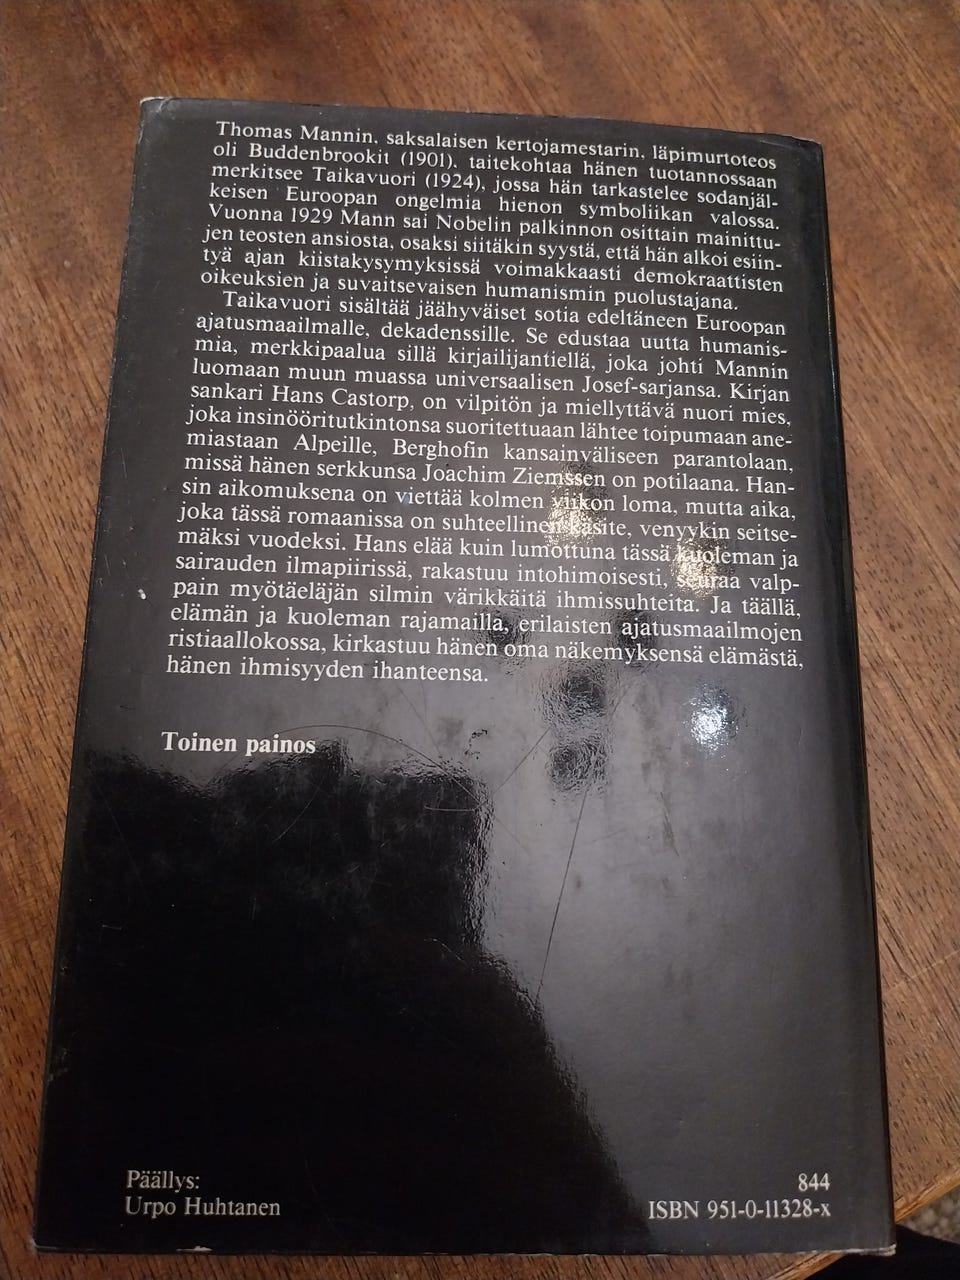 Thomas Mannin, saksalaisen kertojamestarin, läpimurtoteos
oli Buddenbrookit (1901), taitekohtaa hänen tuotannossaan
merkitsee Taikavuori (1924), jossa hän tarkastelee sodanjäl-
keisen Euroopan ongelmia hienon symboliikan valossa.
Vuonna 1929 Mann sai Nobelin palkinnon osittain mainittu-
jen teosten ansiosta, osaksi siitäkin syystä, että hän alkoi esiin-
tyä ajan kiistakysymyksissä voimakkaasti demokraattisten
oikeuksien ja suvaitsevaisen humanismin puolustajana.
Taikavuori sisältää jäähyväiset sotia edeltäneen Euroopan
ajatusmaailmalle, dekadenssille. Se edustaa uutta humanis-
mia, merkkipaalua sillä kirjailijantiellä, joka johti Mannin
luomaan muun muassa universaalisen Josef-sarjansa. Kirjan
sankari Hans Castorp, on vilpitön ja miellyttävä nuori mies,
joka insinööritutkintonsa suoritettuaan lähtee toipumaan ane-
miastaan Alpeille, Berghofin kansainväliseen parantolaan,
missä hänen serkkunsa Joachim Ziemssen on potilaana. Han-
sin aikomuksena on viettää kolmen viikon loma, mutta aika,
joka tässä romaanissa on suhteellinen käsite, venyykin seitse-
mäksi vuodeksi. Hans elää kuin lumottuna tässä kuoleman ja
sairauden ilmapiirissä, rakastuu intohimoisesti, seuraa valp-
pain myötäeläjän silmin värikkäitä ihmissuhteita. Ja täällä,
elämän ja kuoleman rajamailla, erilaisten ajatusmaailmojen
ristiaallokossa, kirkastuu hänen oma näkemyksensä elämästä,
hänen ihmisyyden ihanteensa.
Toinen painos
Päällys:
Urpo Huhtanen
844
ISBN 951-0-11328-x